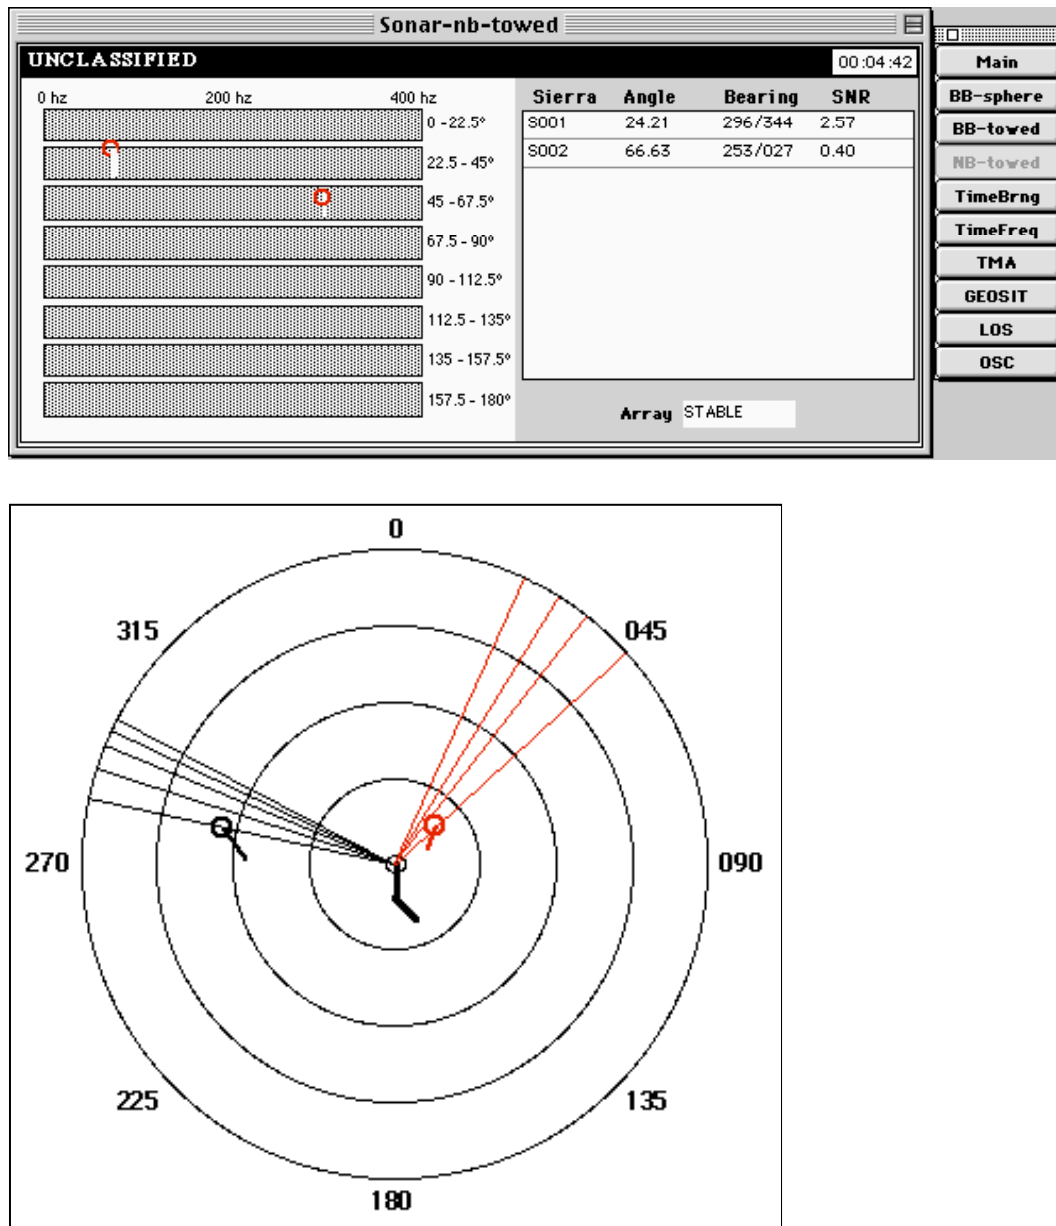 Sonar-nb-towed
UNCLASSIFIED 00:04:42
0 hz 200 hz 400 hz
0 -22.5°
22.5 - 45°
45 -67.5°
67.5 - 90°
90 - 112.5°
112.5 - 135°
135 - 157.5°
157.5 - 180°
Sierra Angle Bearing SNR
S001 24.21 296/344 2.57
S002 66.63 253/027 0.40
Array STABLE
Main
BB-sphere
BB-towed
NB-towed
TimeBrng
TimeFreq
TMA
GEOSIT
LOS
OSC
0
315 045
270 090
225 135
180